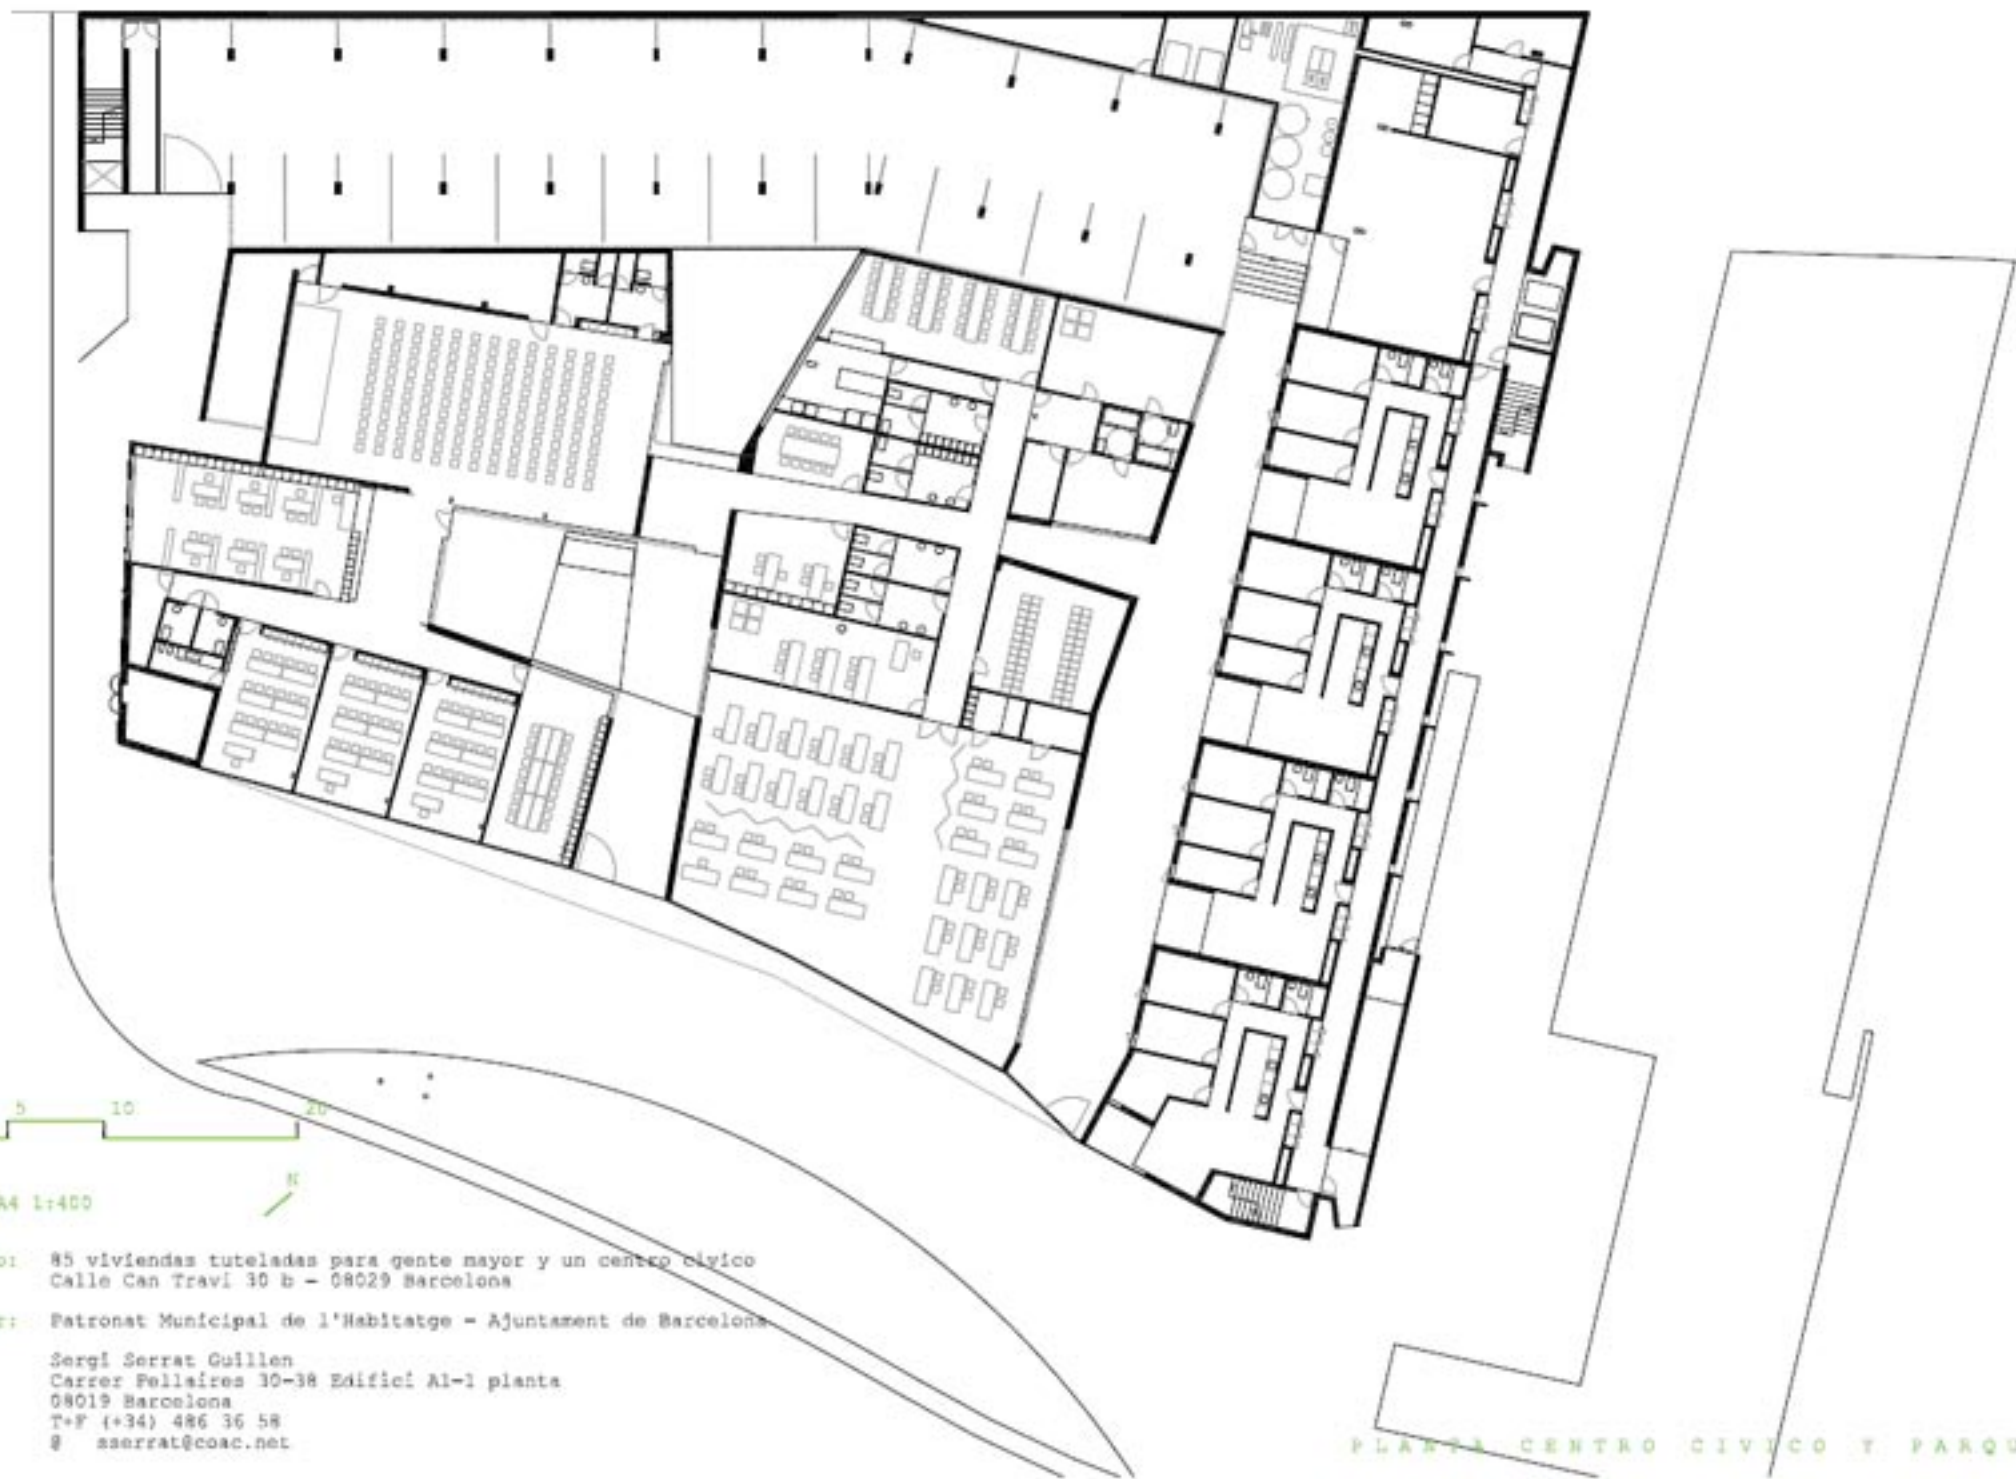 5 10 20
N
A4 1:400
o: 85 viviendas tuteladas para gente mayor y un centro cívico
Calle Can Travi 30 b - 08029 Barcelona
r: Patronat Municipal de l'Habitatge - Ajuntament de Barcelona
Sergi Serrat Guillen
Carrer Pellaires 30-38 Edifici A1-1 planta
08019 Barcelona
T+F (+34) 486 36 58
@ sserrat@coac.net
PLANTA CENTRO CIVICO Y PARQU